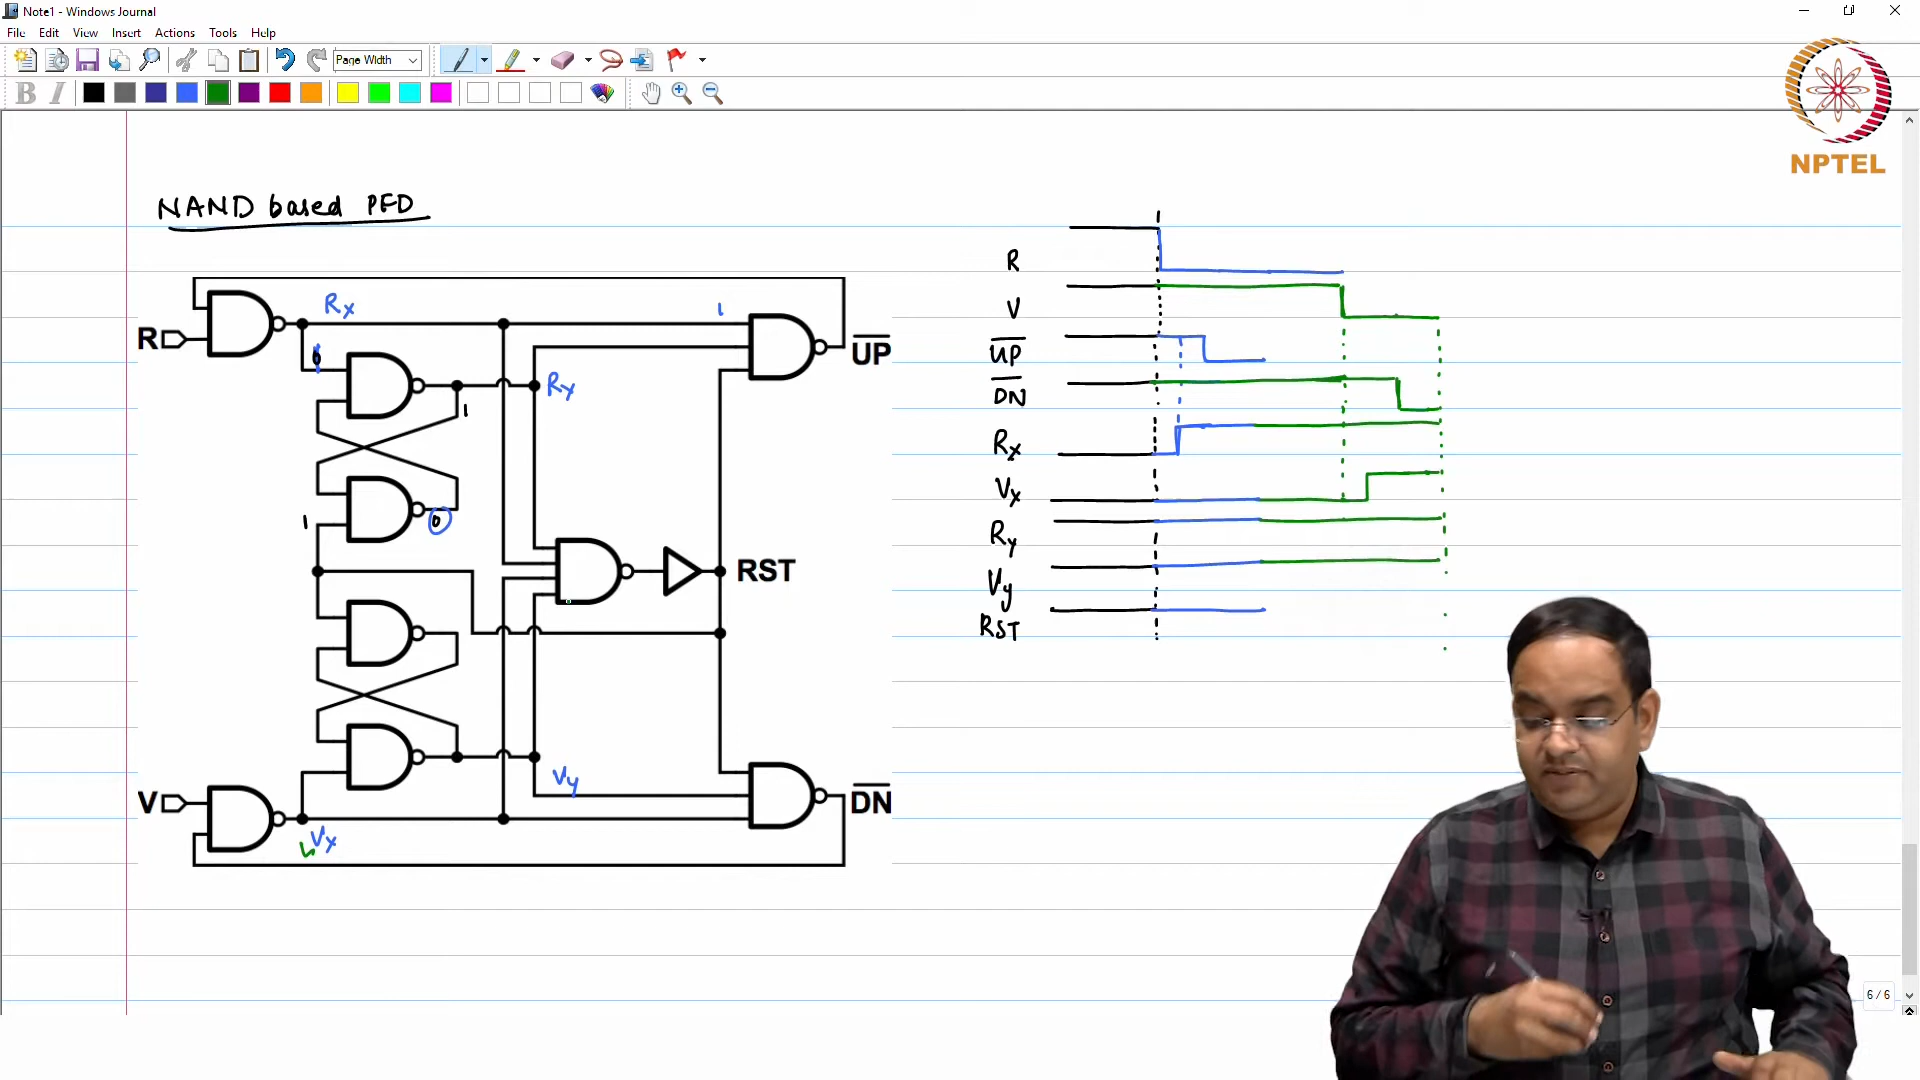 Note1 - Windows Journal
File Edit View Insert Actions Tools Help
Page Width
B I
NPTEL
NAND based PFD
R
Rx
0
1
UP
Ry
1
1
0
RST
V
Vx
Vy
DN
R
V
UP
DN
Rx
Vx
Ry
Vy
RST
6 / 6